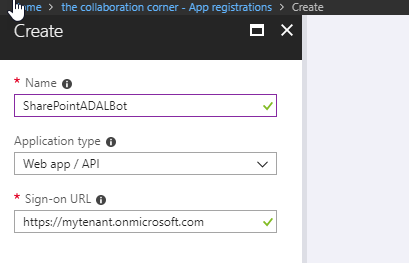 the collaboration corner - App registrations > Create
Create
* Name
SharePointADALBot
Application type
Web app / API
* Sign-on URL
https://mytenant.onmicrosoft.com